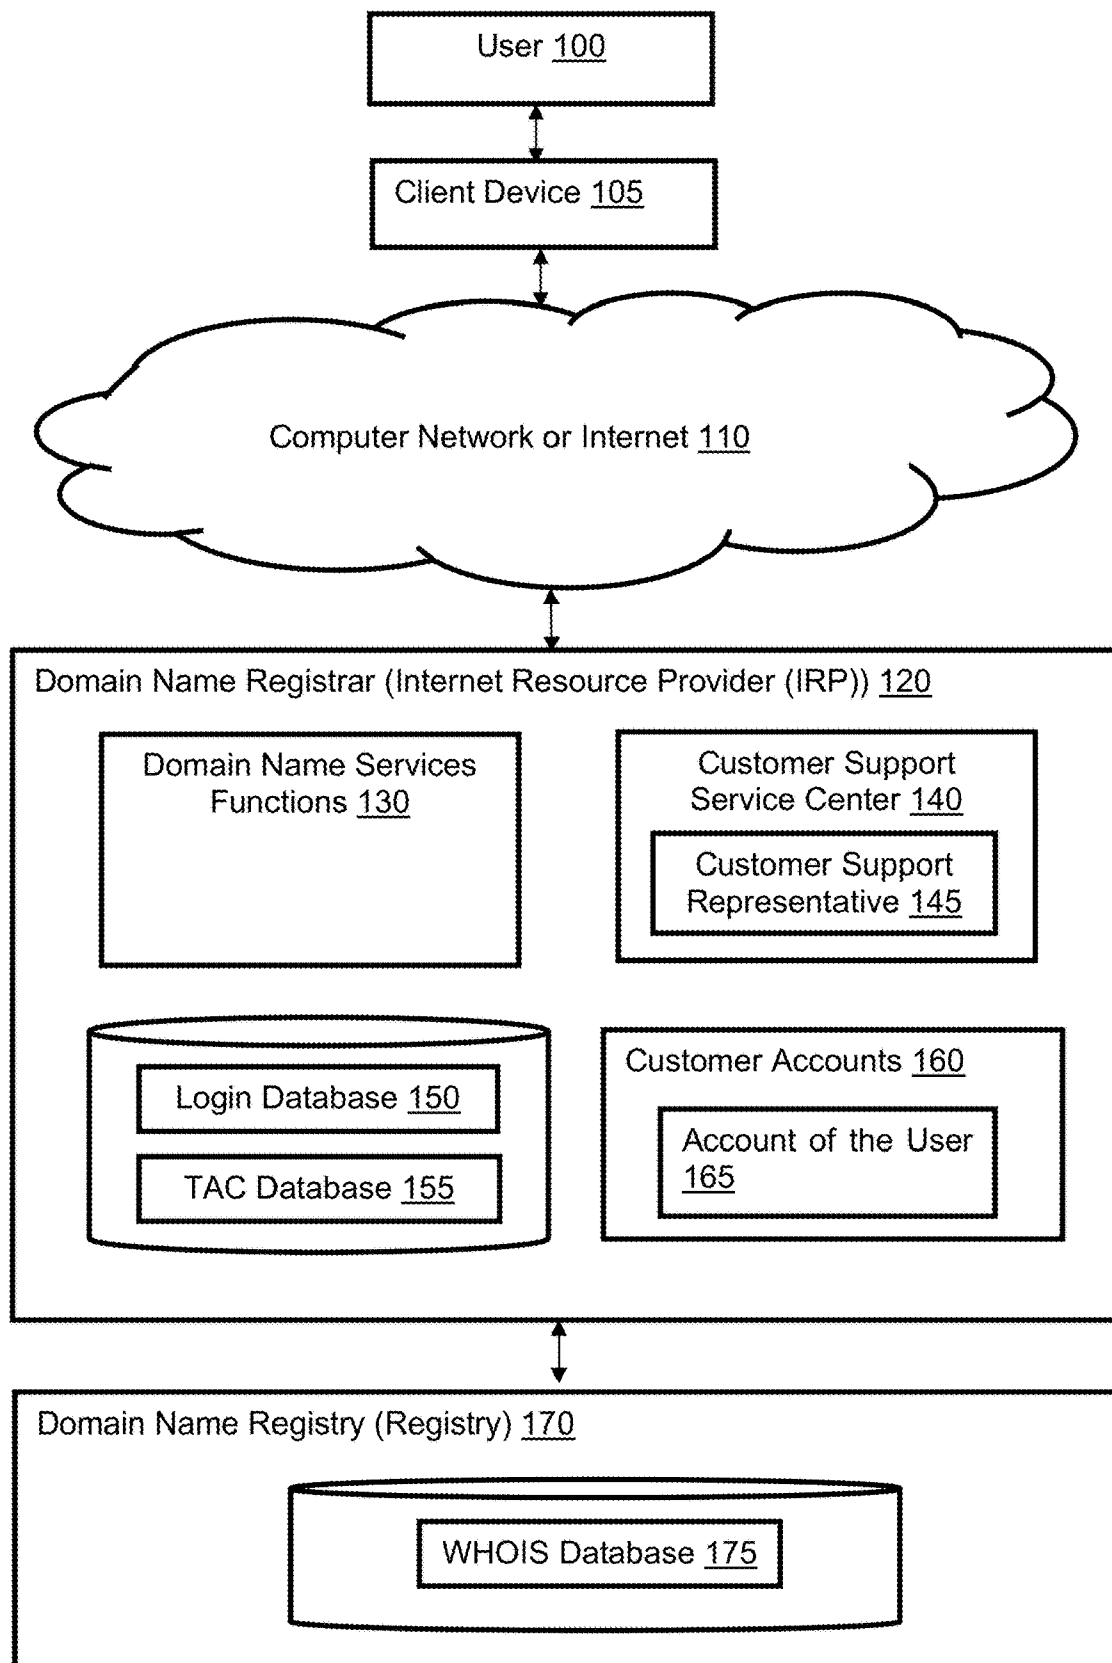 User 100
Client Device 105
Computer Network or Internet 110
Domain Name Registrar (Internet Resource Provider (IRP)) 120
Domain Name Services
Functions 130
Customer Support
Service Center 140
Customer Support
Representative 145
Login Database 150
TAC Database 155
Customer Accounts 160
Account of the User
165
Domain Name Registry (Registry) 170
WHOIS Database 175